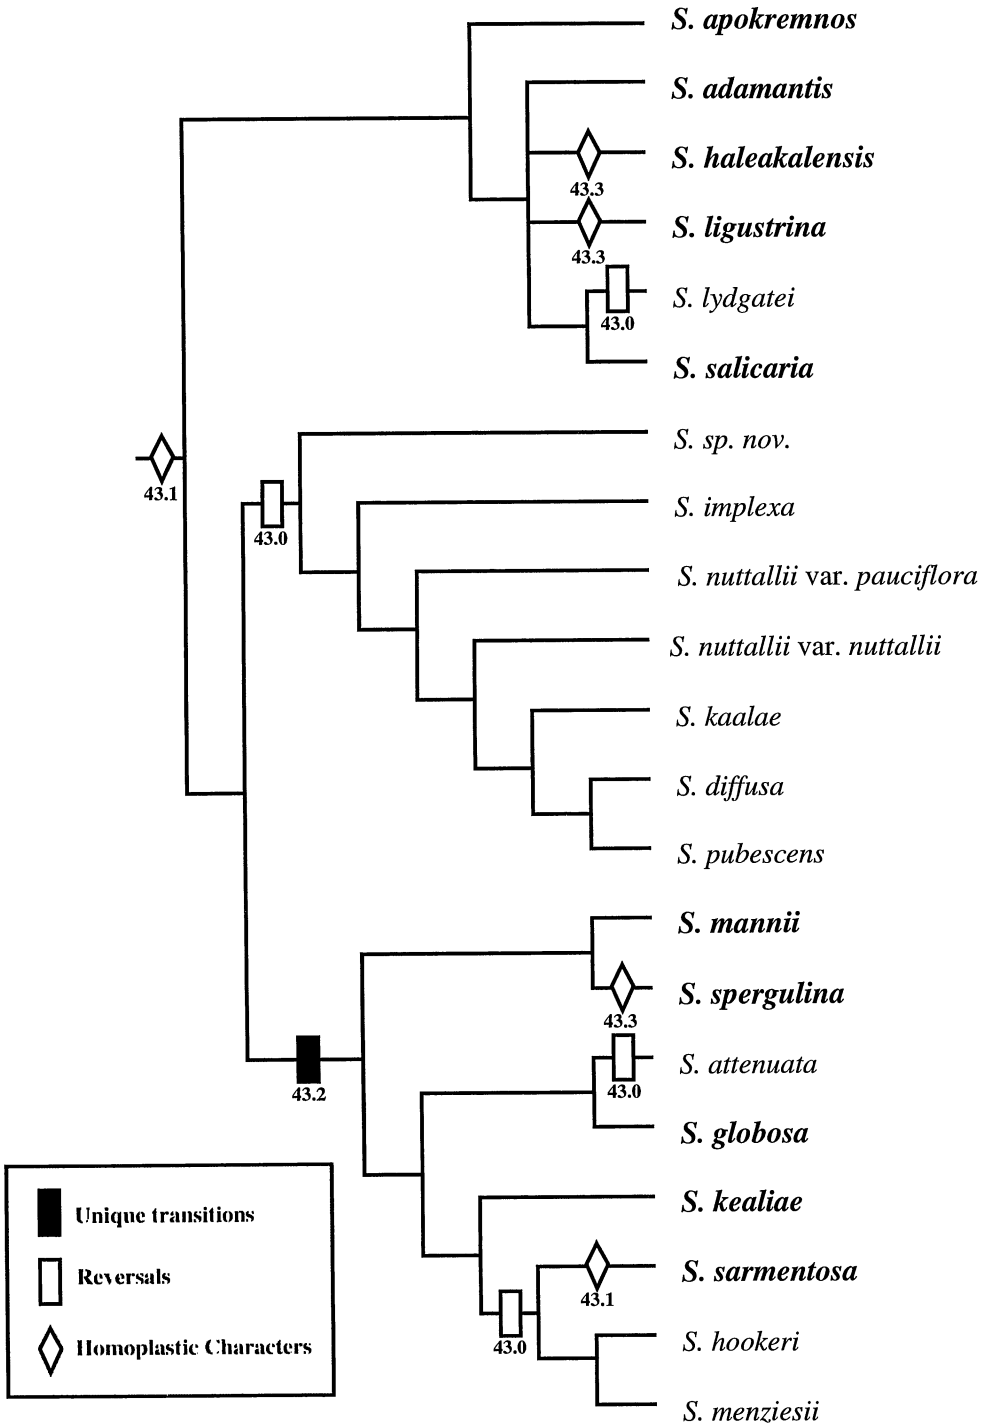 S. apokremnos
S. adamantis
S. haleakalensis
43.3
S. ligustrina
43.3
S. lydgatei
43.0
S. salicaria
S. sp. nov.
43.1
S. implexa
43.0
S. nuttallii var. pauciflora
S. nuttallii var. nuttallii
S. kaalae
S. diffusa
S. pubescens
S. mannii
S. spergulina
43.3
S. attenuata
43.0
43.2
S. globosa
S. kealiae
Unique transitions
S. sarmentosa
Reversals
43.1
S. hookeri
43.0
Homoplastic Characters
S. menziesii